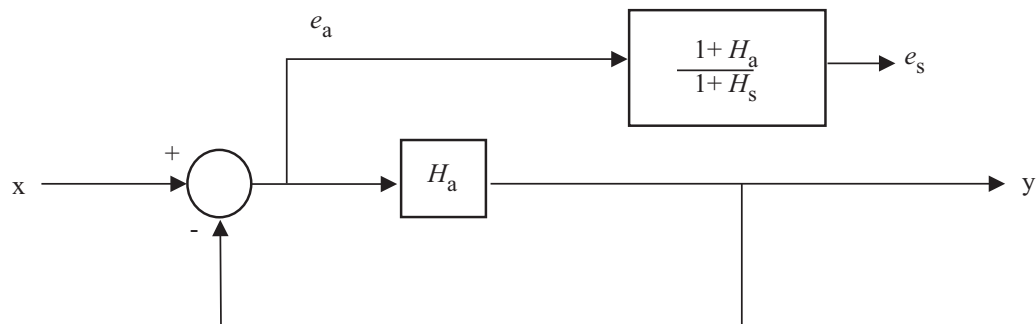 e_a
1+ H_a
1+ H_s
e_s
+
x
H_a
y
-